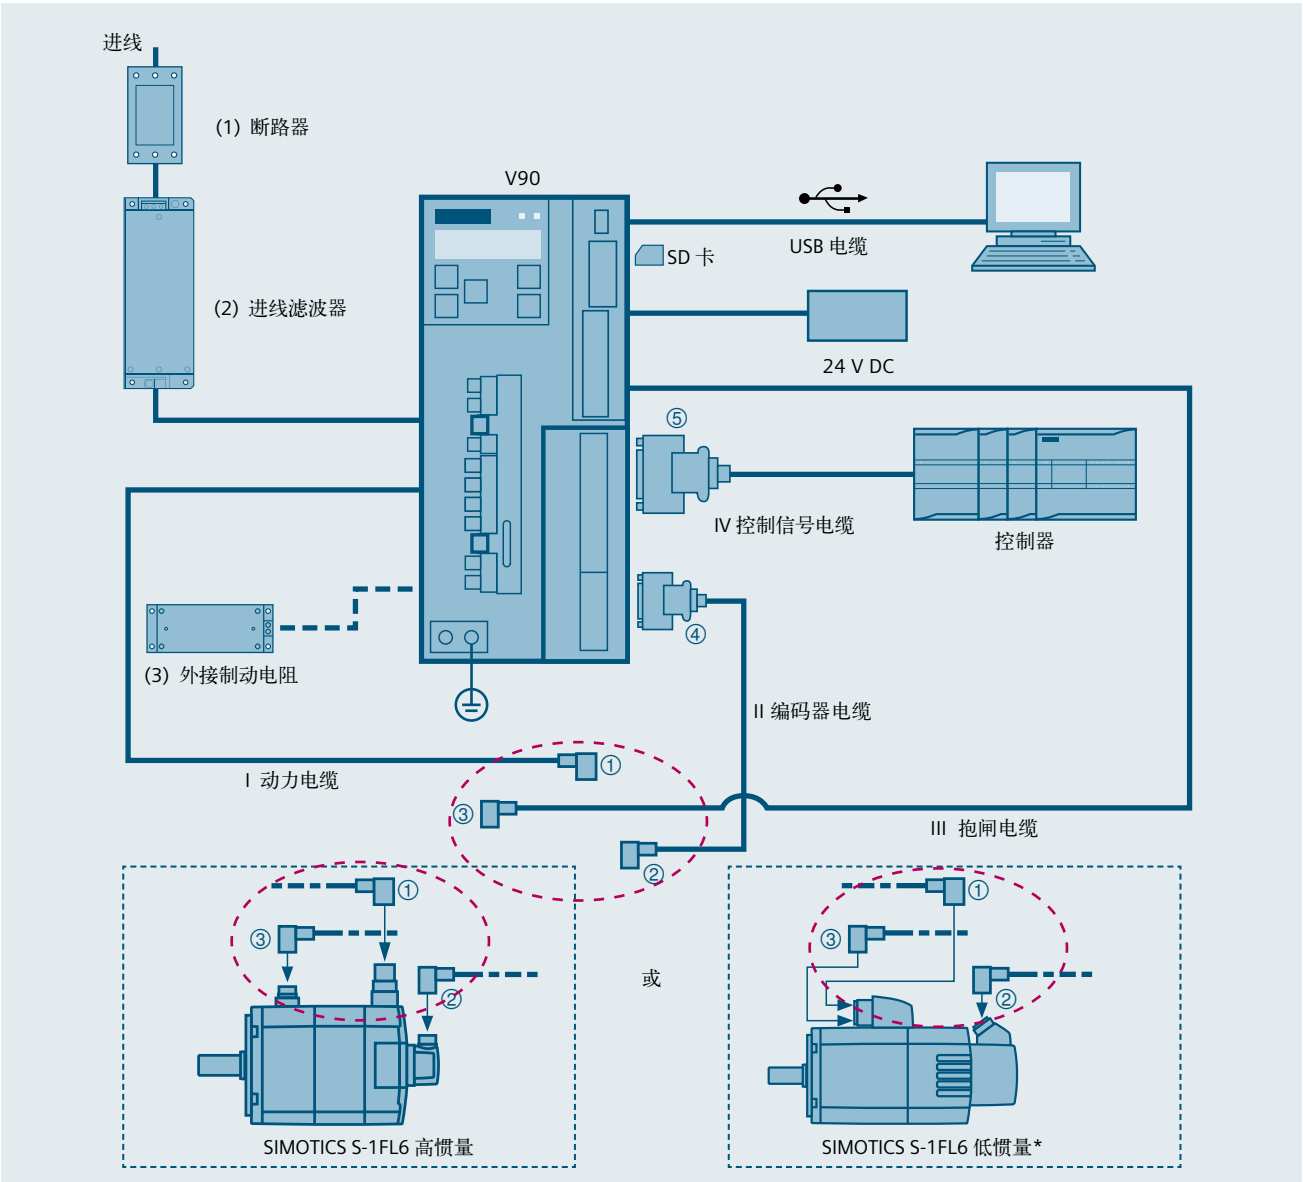 进线
(1) 断路器
V90
USB 电缆
SD 卡
(2) 进线滤波器
24 V DC
⑤
IV 控制信号电缆
控制器
④
(3) 外接制动电阻
II 编码器电缆
①
I 动力电缆
③
III 抱闸电缆
②
①
③
②
或
①
③
②
SIMOTICS S-1FL6 高惯量
SIMOTICS S-1FL6 低惯量*